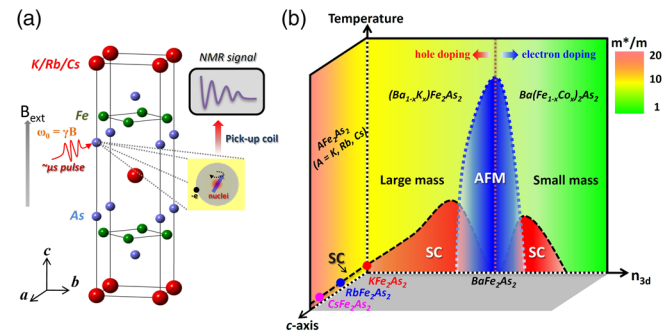 (a)
K/Rb/Cs
NMR signal
Fe
B_ext
ω₀ = γB
Pick-up coil
~μs pulse
-e
nuclei
As
c
a
b
(b)
Temperature
m*/m
hole doping
electron doping
20
10
1
(Ba₁₋ₓKₓ)Fe₂As₂
Ba(Fe₁₋ₓCoₓ)₂As₂
AFe₂As₂
(A = K, Rb, Cs)
Large mass
AFM
Small mass
SC
SC
SC
n₃d
KFe₂As₂
BaFe₂As₂
RbFe₂As₂
CsFe₂As₂
c-axis